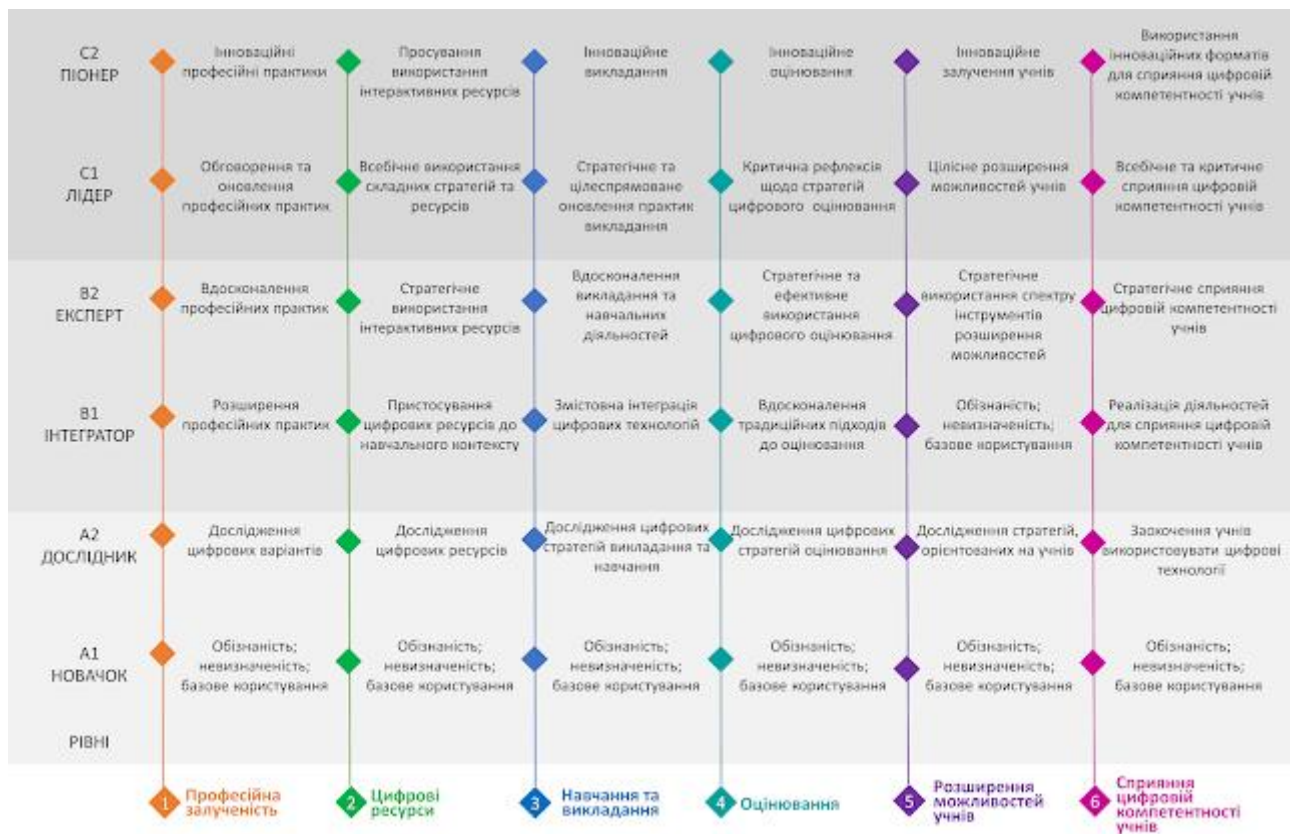 C2
ПІОНЕР
Інноваційні
професійні практики
Просування
використання
інтерактивних ресурсів
Інноваційне
викладання
Інноваційне
оцінювання
Інноваційне
залучення учнів
Використання
інноваційних форматів
для сприяння цифровій
компетентності учнів
C1
ЛІДЕР
Обговорення та
оновлення
професійних практик
Всебічне використання
складних стратегій та
ресурсів
Стратегічне та
цілеспрямоване
оновлення практик
викладання
Критична рефлексія
щодо стратегій
цифрового оцінювання
Цілісне розширення
можливостей учнів
Всебічне та критичне
сприяння цифровій
компетентності учнів
B2
ЕКСПЕРТ
Вдосконалення
професійних практик
Стратегічне
використання
інтерактивних ресурсів
Вдосконалення
викладання та
навчальних
діяльностей
Стратегічне та
ефективне
використання
цифрового оцінювання
Стратегічне
використання спектру
інструментів
розширення
можливостей
Стратегічне сприяння
цифровій компетентності
учнів
B1
ІНТЕГРАТОР
Розширення
професійних практик
Пристосування
цифрових ресурсів до
навчального контексту
Змістовна інтеграція
цифрових технологій
Вдосконалення
традиційних підходів
до оцінювання
Обізнаність;
невизначеність;
базове користування
Реалізація діяльностей
для сприяння цифровій
компетентності учнів
A2
ДОСЛІДНИК
Дослідження
цифрових варіантів
Дослідження
цифрових ресурсів
Дослідження цифрових
стратегій викладання та
навчання
Дослідження цифрових
стратегій оцінювання
Дослідження стратегій,
орієнтованих на учнів
Заохочення учнів
використовувати цифрові
технології
A1
НОВАЧОК
Обізнаність;
невизначеність;
базове користування
Обізнаність;
невизначеність;
базове користування
Обізнаність;
невизначеність;
базове користування
Обізнаність;
невизначеність;
базове користування
Обізнаність;
невизначеність;
базове користування
Обізнаність;
невизначеність;
базове користування
РІВНІ
1 Професійна
залученість
2 Цифрові
ресурси
3 Навчання та
викладання
4 Оцінювання
5 Розширення
можливостей
учнів
6 Сприяння
цифровій
компетентності
учнів